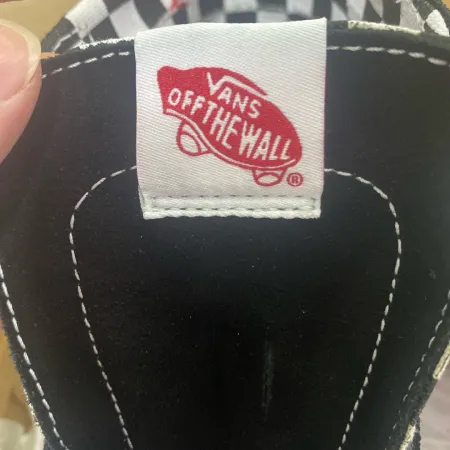 VANS
OFF THE WALL
®